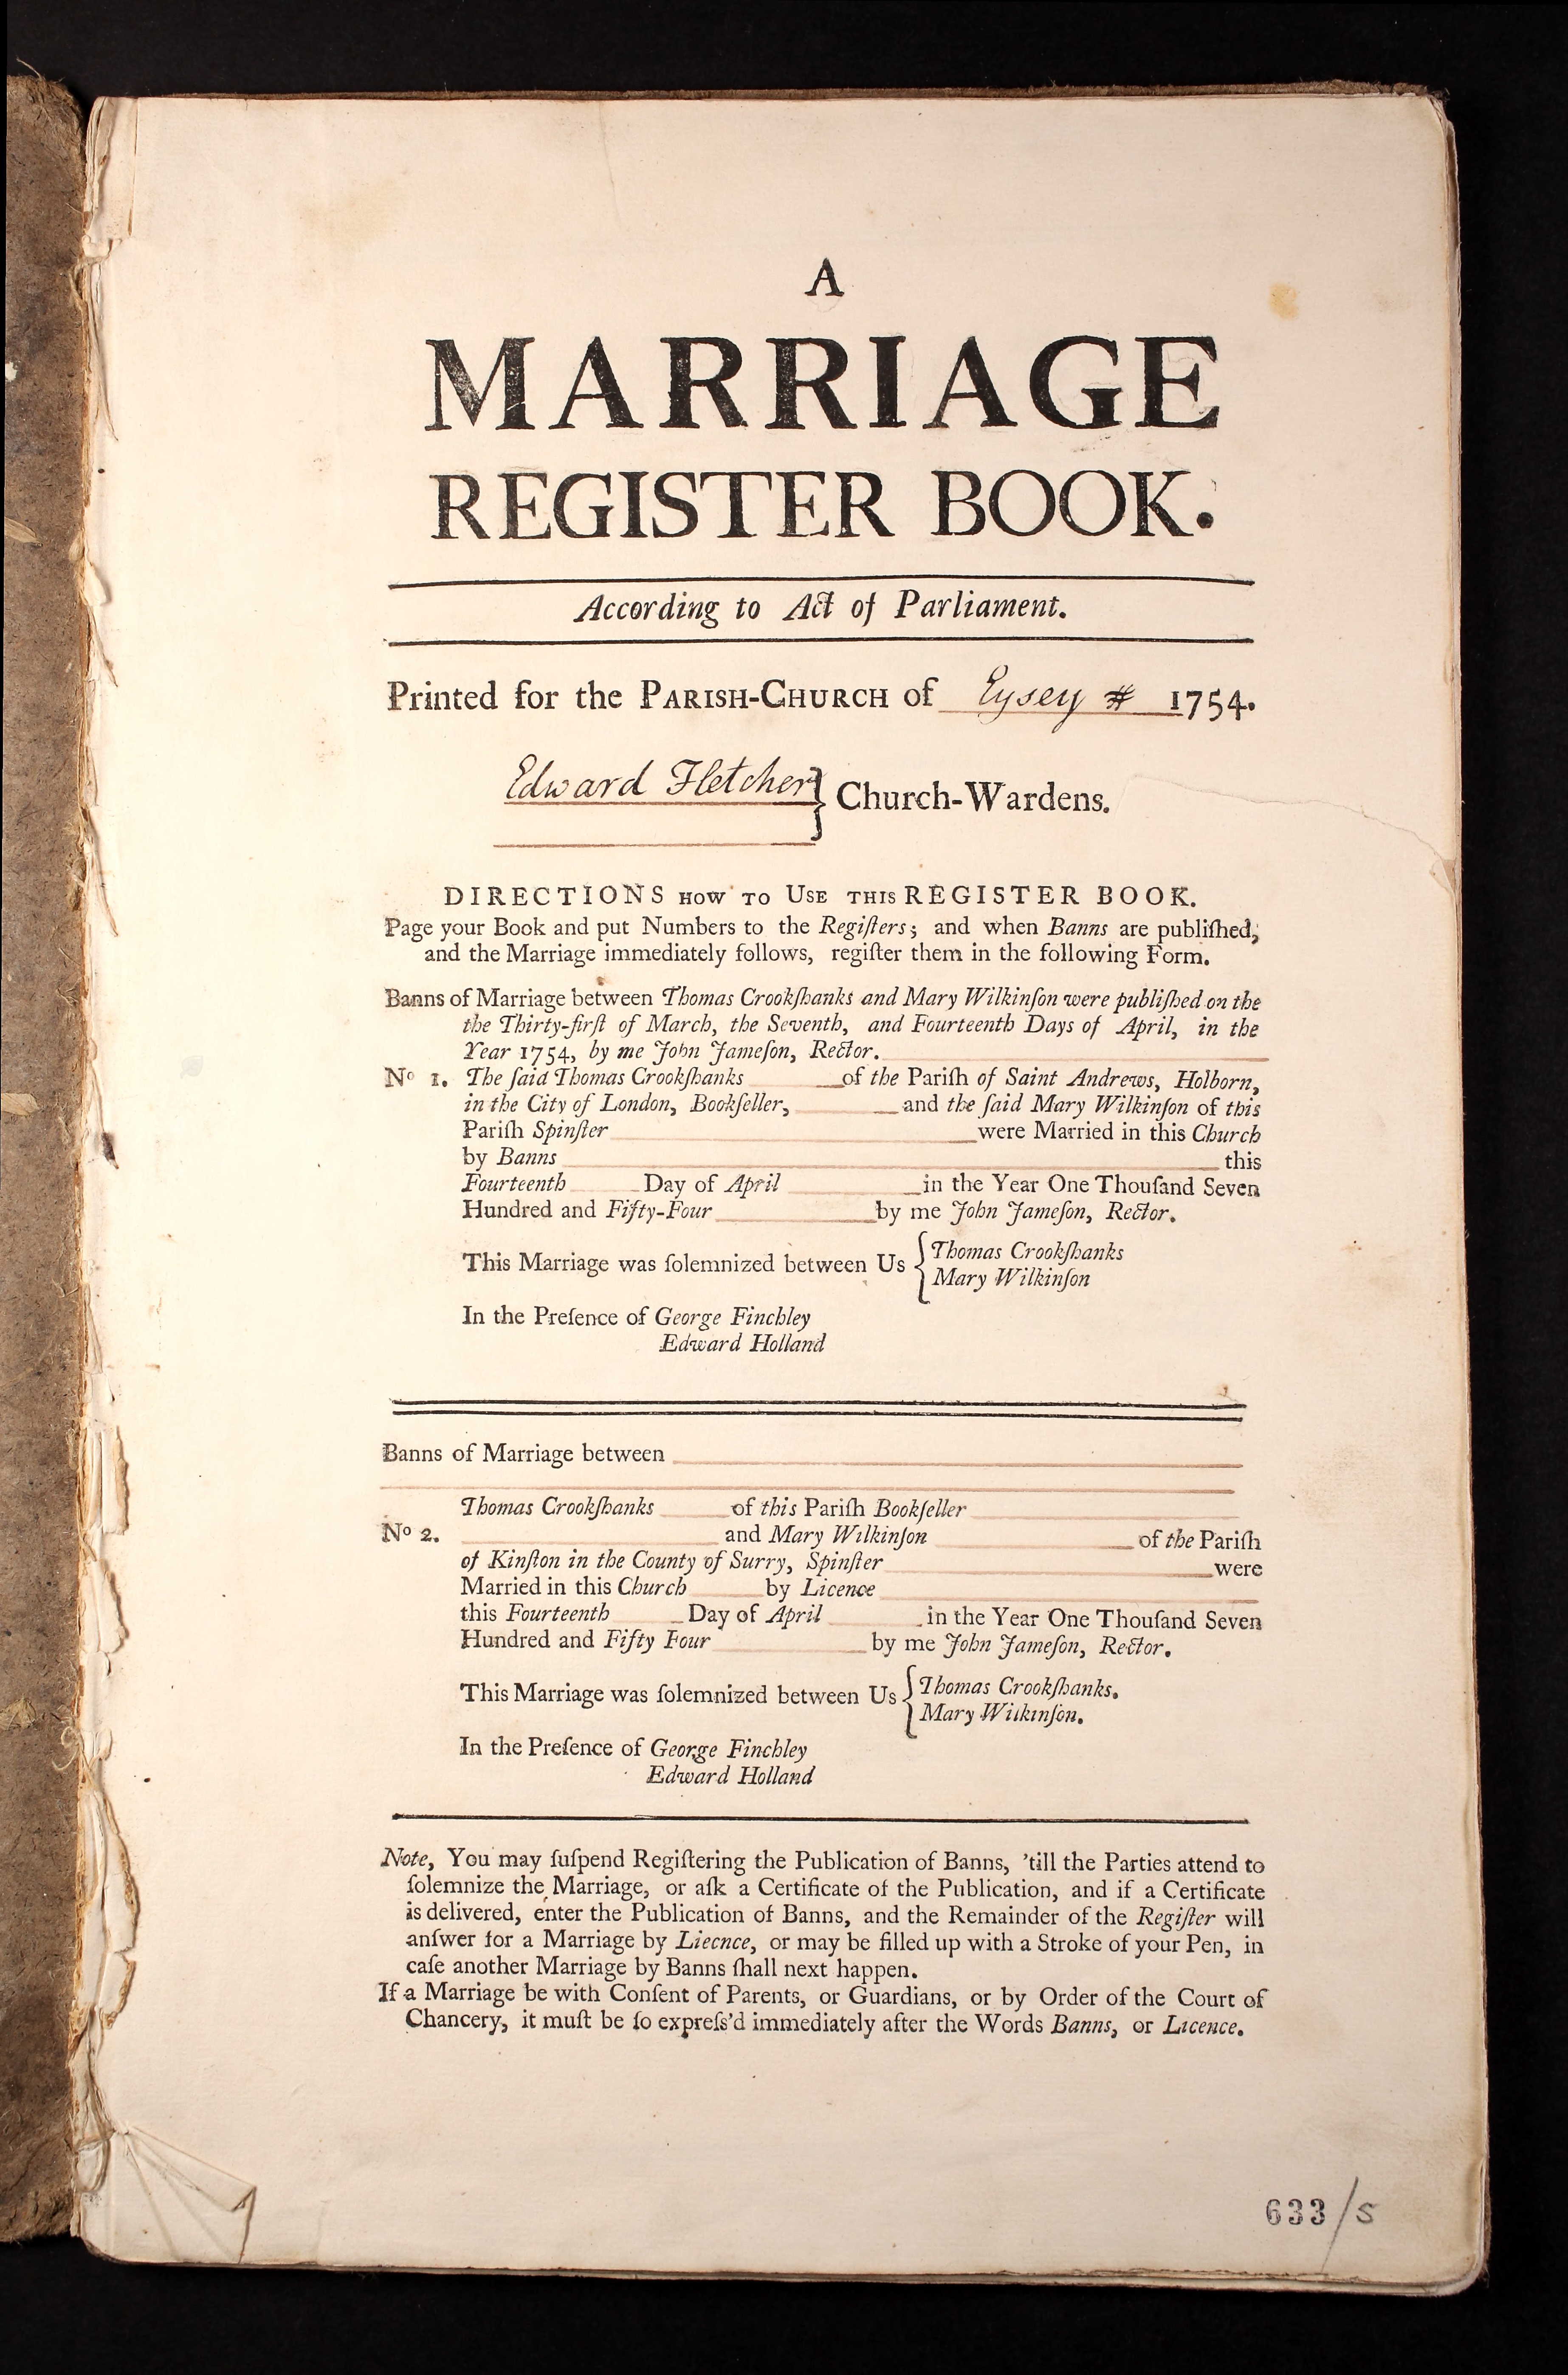 A
MARRIAGE
REGISTER BOOK.
According to Act of Parliament.
Printed for the PARISH-CHURCH of Eysey # 1754.
Edward Fletcher } Church-Wardens.
DIRECTIONS HOW TO USE THIS REGISTER BOOK.
Page your Book and put Numbers to the Regiſters; and when Banns are publiſhed,
and the Marriage immediately follows, regiſter them in the following Form.
Banns of Marriage between Thomas Crookſhanks and Mary Wilkinſon were publiſhed on the
the Thirty-firſt of March, the Seventh, and Fourteenth Days of April, in the
Year 1754, by me John Jameſon, Rector.
No 1. The ſaid Thomas Crookſhanks of the Pariſh of Saint Andrews, Holborn,
in the City of London, Bookſeller, and the ſaid Mary Wilkinſon of this
Pariſh Spinſter were Married in this Church
by Banns this
Fourteenth Day of April in the Year One Thouſand Seven
Hundred and Fifty-Four by me John Jameſon, Rector.
This Marriage was ſolemnized between Us { Thomas Crookſhanks
Mary Wilkinſon
In the Preſence of George Finchley
Edward Holland
Banns of Marriage between
Thomas Crookſhanks of this Pariſh Bookſeller
No 2. and Mary Wilkinſon of the Pariſh
of Kinſton in the County of Surry, Spinſter were
Married in this Church by Licence
this Fourteenth Day of April in the Year One Thouſand Seven
Hundred and Fifty Four by me John Jameſon, Rector.
This Marriage was ſolemnized between Us { Thomas Crookſhanks.
Mary Wilkinſon.
In the Preſence of George Finchley
Edward Holland
Note, You may ſuſpend Regiſtering the Publication of Banns, 'till the Parties attend to
ſolemnize the Marriage, or aſk a Certificate of the Publication, and if a Certificate
is delivered, enter the Publication of Banns, and the Remainder of the Regiſter will
anſwer for a Marriage by Liecnce, or may be filled up with a Stroke of your Pen, in
caſe another Marriage by Banns ſhall next happen.
If a Marriage be with Conſent of Parents, or Guardians, or by Order of the Court of
Chancery, it muſt be ſo expreſs'd immediately after the Words Banns, or Licence.
633/5